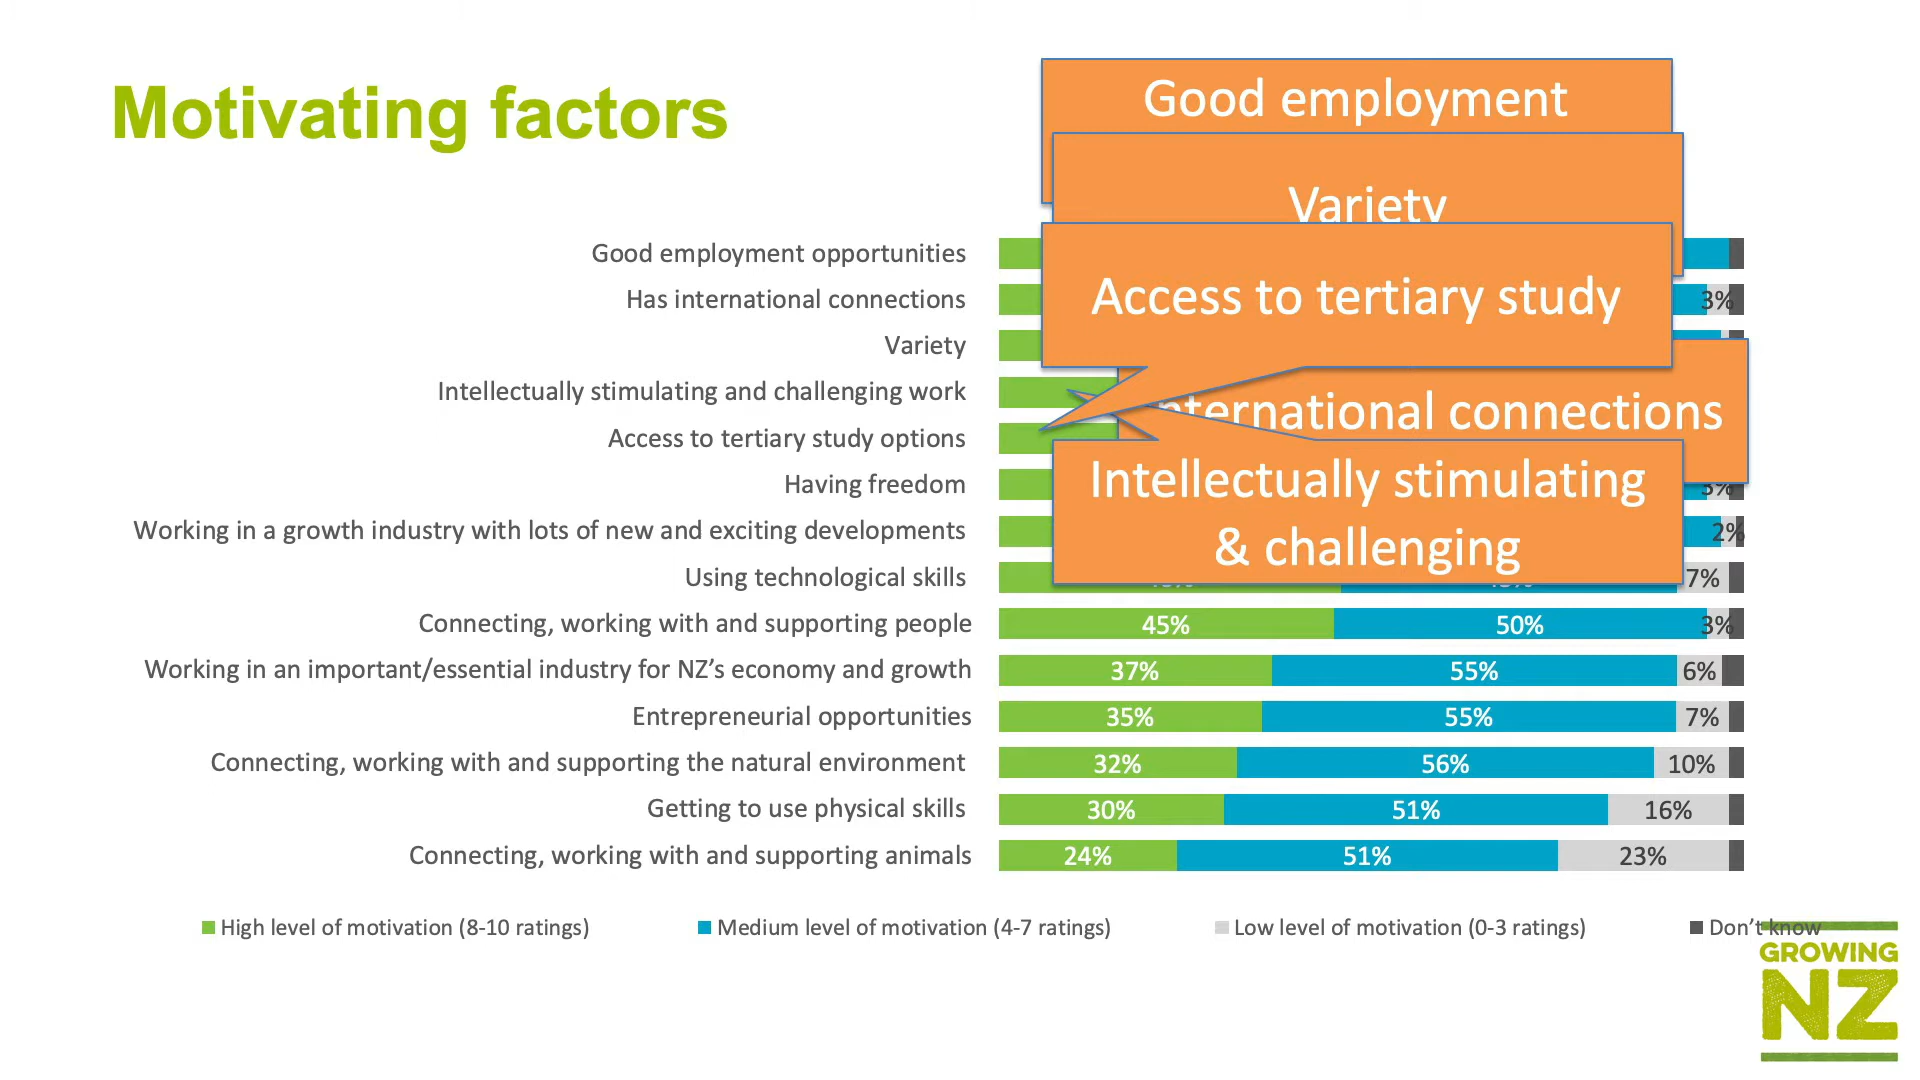 Motivating factors
Good employment
Variety
Access to tertiary study
International connections
Intellectually stimulating
& challenging
Good employment opportunities
Has international connections 3%
Variety
Intellectually stimulating and challenging work
Access to tertiary study options
Having freedom 3%
Working in a growth industry with lots of new and exciting developments 2%
Using technological skills 7%
Connecting, working with and supporting people 45% 50% 3%
Working in an important/essential industry for NZ’s economy and growth 37% 55% 6%
Entrepreneurial opportunities 35% 55% 7%
Connecting, working with and supporting the natural environment 32% 56% 10%
Getting to use physical skills 30% 51% 16%
Connecting, working with and supporting animals 24% 51% 23%
High level of motivation (8-10 ratings) Medium level of motivation (4-7 ratings) Low level of motivation (0-3 ratings) Don’t know
GROWING
NZ